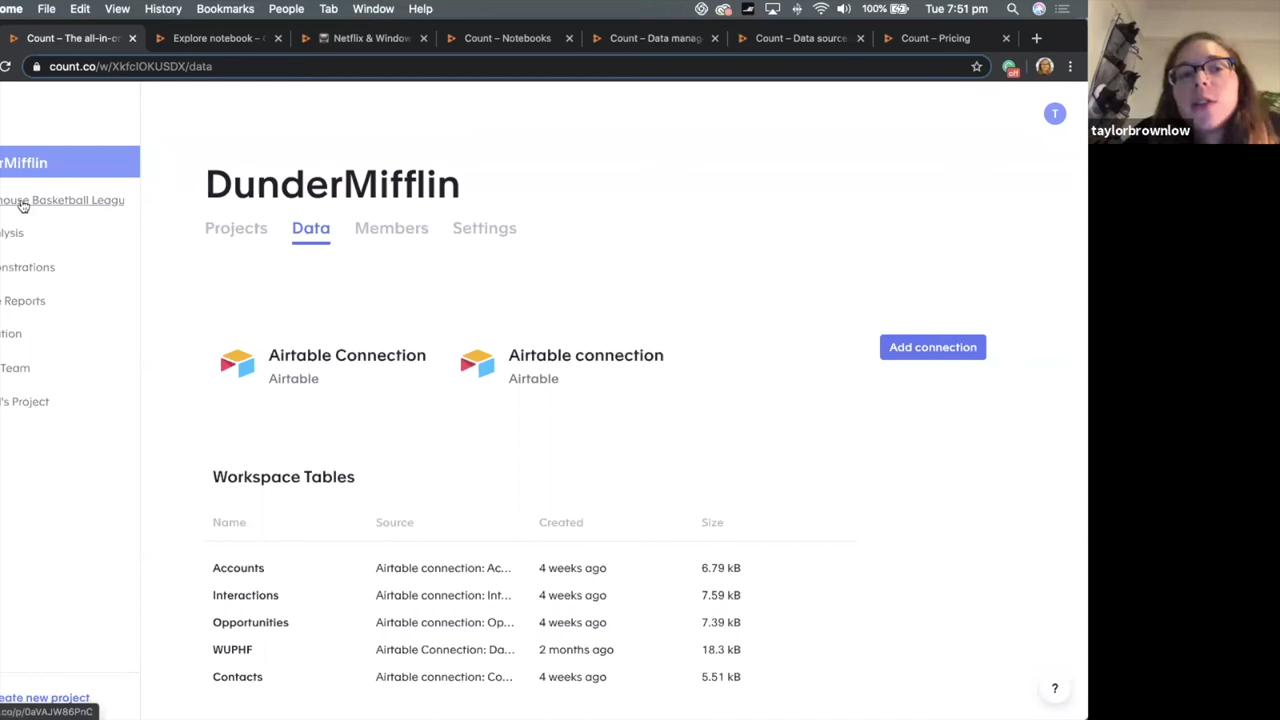 ome File Edit View History Bookmarks People Tab Window Help 100% Tue 7:51 pm
Count – The all-in-or Explore notebook – C Netflix & Window Count – Notebooks Count – Data manag Count – Data source Count – Pricing
count.co/w/XkfclOKUSDX/data
off
taylorbrownlow
T
rMifflin
house Basketball Leagu
lysis
onstrations
e Reports
tion
Team
l's Project
DunderMifflin
Projects Data Members Settings
Airtable Connection
Airtable
Airtable connection
Airtable
Add connection
Workspace Tables
Name Source Created Size
Accounts Airtable connection: Ac... 4 weeks ago 6.79 kB
Interactions Airtable connection: Int... 4 weeks ago 7.59 kB
Opportunities Airtable connection: Op... 4 weeks ago 7.39 kB
WUPHF Airtable Connection: Da... 2 months ago 18.3 kB
Contacts Airtable connection: Co... 4 weeks ago 5.51 kB
?
eate new project
.co/p/0aVAJW86PnC